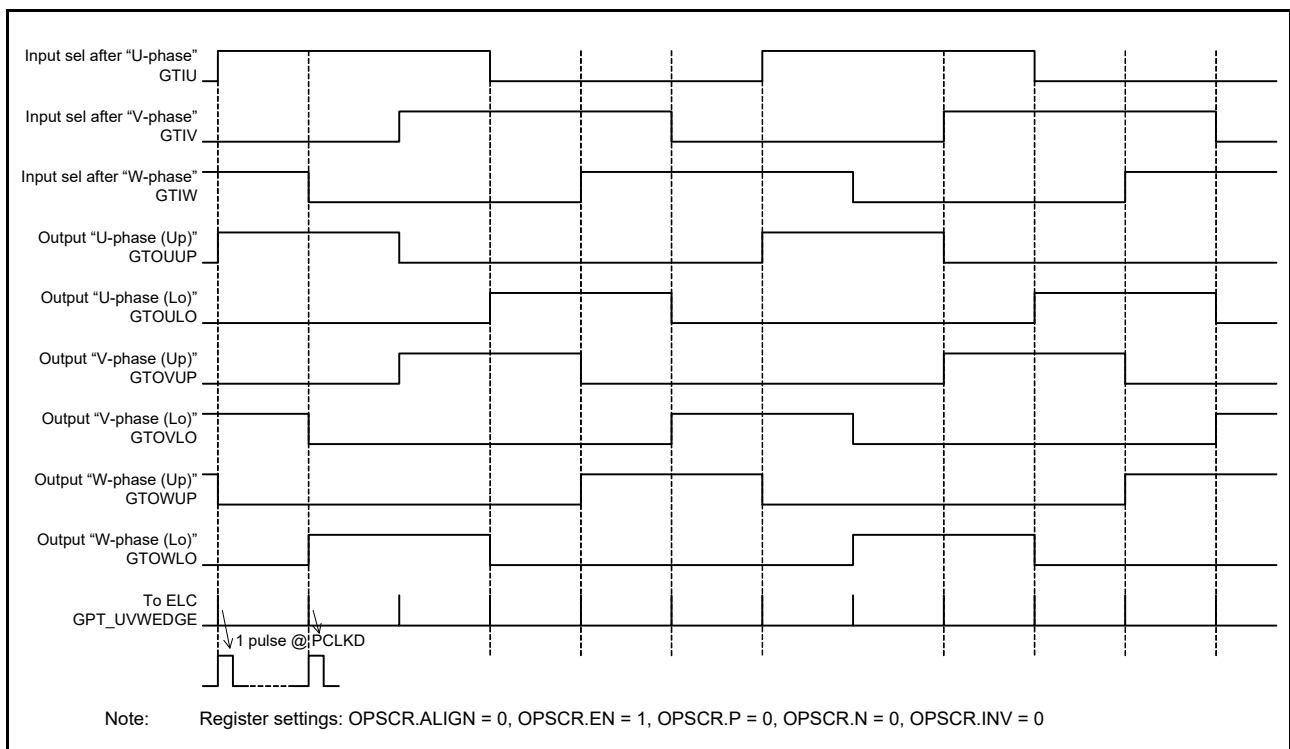 Input sel after “U-phase”
GTIU
Input sel after “V-phase”
GTIV
Input sel after “W-phase”
GTIW
Output “U-phase (Up)”
GTOUUP
Output “U-phase (Lo)”
GTOULO
Output “V-phase (Up)”
GTOVUP
Output “V-phase (Lo)”
GTOVLO
Output “W-phase (Up)”
GTOWUP
Output “W-phase (Lo)”
GTOWLO
To ELC
GPT_UVWEDGE
1 pulse @ PCLKD
Note: Register settings: OPSCR.ALIGN = 0, OPSCR.EN = 1, OPSCR.P = 0, OPSCR.N = 0, OPSCR.INV = 0